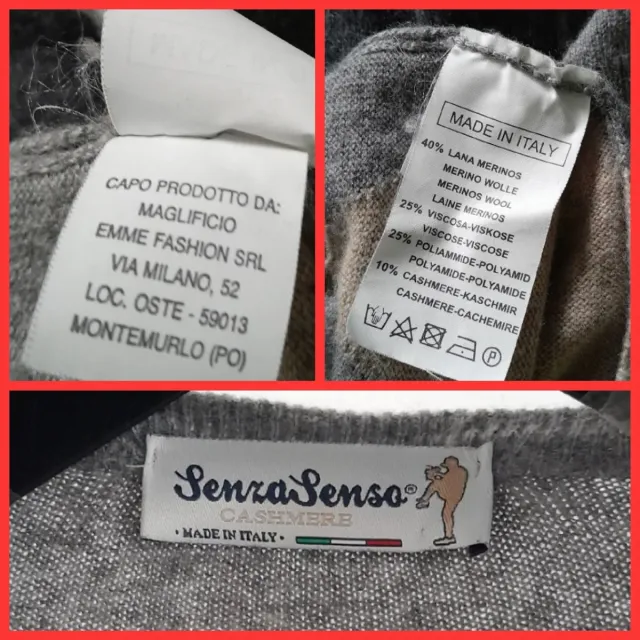 CAPO PRODOTTO DA:
MAGLIFICIO
EMME FASHION SRL
VIA MILANO, 52
LOC. OSTE - 59013
MONTEMURLO (PO)
MADE IN ITALY
40% LANA MERINOS
MERINO WOLLE
MERINOS WOOL
LAINE MERINOS
25% VISCOSA-VISKOSE
VISCOSE-VISCOSE
25% POLIAMMIDE-POLYAMID
POLYAMIDE-POLYAMIDE
10% CASHMERE-KASCHMIR
CASHMERE-CACHEMIRE
P
SenzaSenso®
CASHMERE
• MADE IN ITALY •